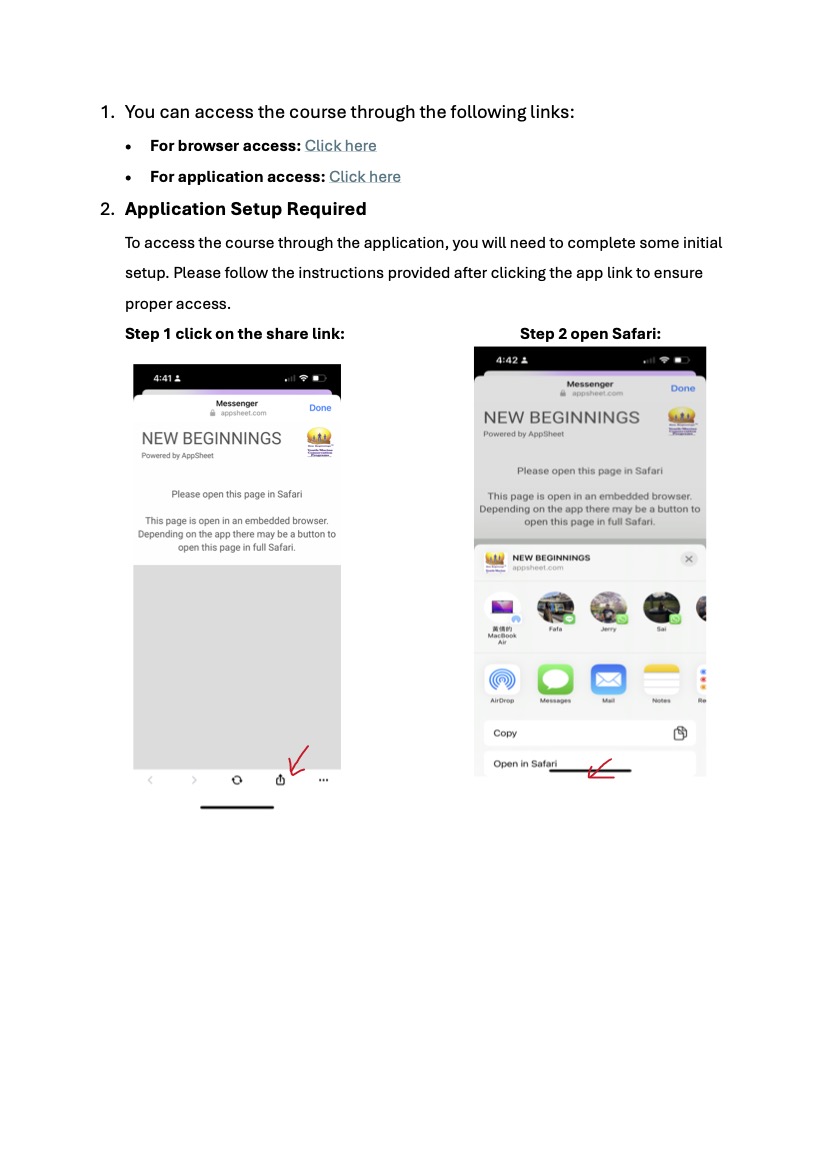 1. You can access the course through the following links:
• For browser access: Click here
• For application access: Click here
2. Application Setup Required
To access the course through the application, you will need to complete some initial
setup. Please follow the instructions provided after clicking the app link to ensure
proper access.
Step 1 click on the share link:
Step 2 open Safari:
4:41
Messenger
appsheet.com
Done
NEW BEGINNINGS
Powered by AppSheet
Please open this page in Safari
This page is open in an embedded browser.
Depending on the app there may be a button to
open this page in full Safari.
4:42
Messenger
appsheet.com
Done
NEW BEGINNINGS
Powered by AppSheet
Please open this page in Safari
This page is open in an embedded browser.
Depending on the app there may be a button to
open this page in full Safari.
NEW BEGINNINGS
appsheet.com
MacBook
Air
Fafa
Jerry
Sai
AirDrop
Messages
Mail
Notes
Re
Copy
Open in Safari